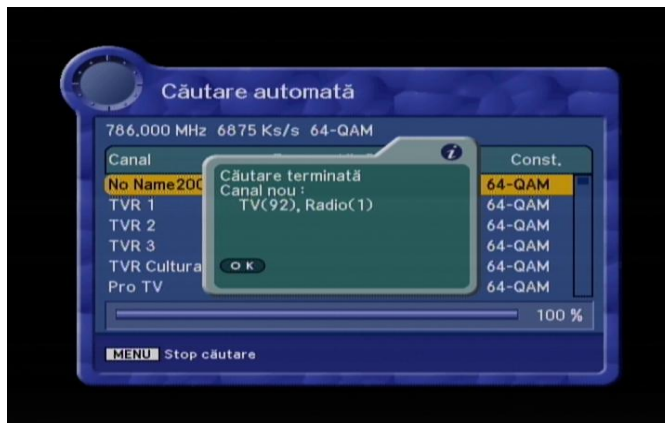 Căutare automată
786,000 MHz 6875 Ks/s 64-QAM
Canal Const.
No Name200 64-QAM
TVR 1 64-QAM
TVR 2 64-QAM
TVR 3 64-QAM
TVR Cultura 64-QAM
Pro TV 64-QAM
i
Căutare terminată
Canal nou :
TV(92), Radio(1)
OK
100 %
MENU Stop căutare